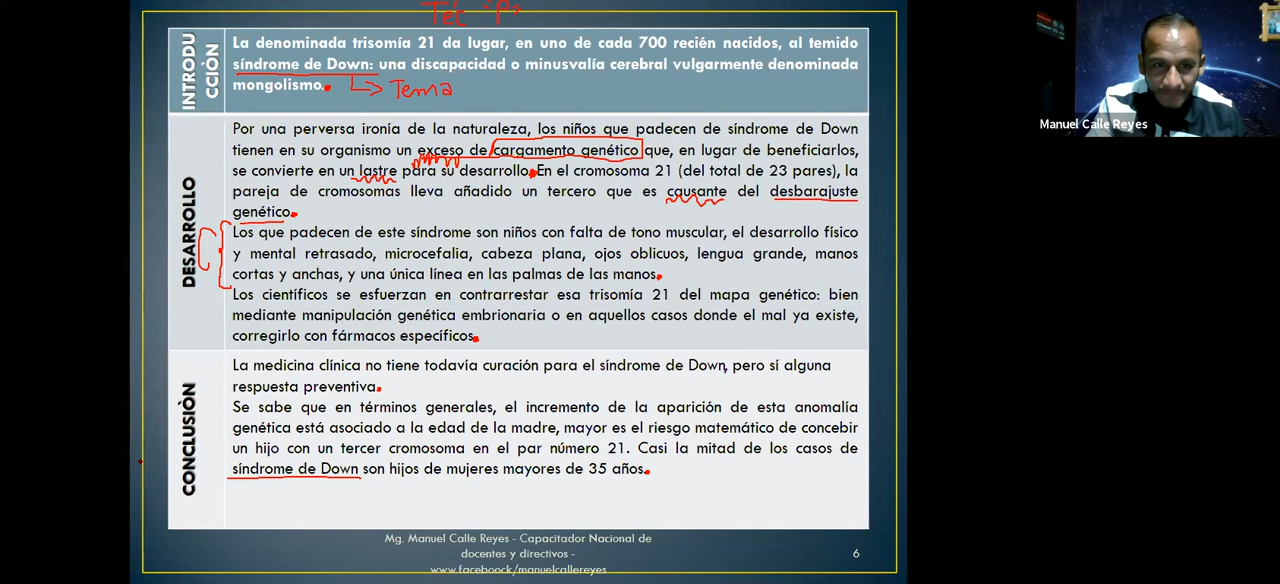 Téc
INTRODU
CCIÓN
La denominada trisomía 21 da lugar, en uno de cada 700 recién nacidos, al temido
síndrome de Down: una discapacidad o minusvalía cerebral vulgarmente denominada
mongolismo.
Tema
DESARROLLO
Por una perversa ironía de la naturaleza, los niños que padecen de síndrome de Down
tienen en su organismo un exceso de cargamento genético que, en lugar de beneficiarlos,
se convierte en un lastre para su desarrollo. En el cromosoma 21 (del total de 23 pares), la
pareja de cromosomas lleva añadido un tercero que es causante del desbarajuste
genético.
Los que padecen de este síndrome son niños con falta de tono muscular, el desarrollo físico
y mental retrasado, microcefalia, cabeza plana, ojos oblicuos, lengua grande, manos
cortas y anchas, y una única línea en las palmas de las manos.
Los científicos se esfuerzan en contrarrestar esa trisomía 21 del mapa genético: bien
mediante manipulación genética embrionaria o en aquellos casos donde el mal ya existe,
corregirlo con fármacos específicos.
CONCLUSIÓN
La medicina clínica no tiene todavía curación para el síndrome de Down, pero sí alguna
respuesta preventiva.
Se sabe que en términos generales, el incremento de la aparición de esta anomalía
genética está asociado a la edad de la madre, mayor es el riesgo matemático de concebir
un hijo con un tercer cromosoma en el par número 21. Casi la mitad de los casos de
síndrome de Down son hijos de mujeres mayores de 35 años.
Mg. Manuel Calle Reyes - Capacitador Nacional de
docentes y directivos -
www.faceboock/manuelcallereyes
6
Manuel Calle Reyes